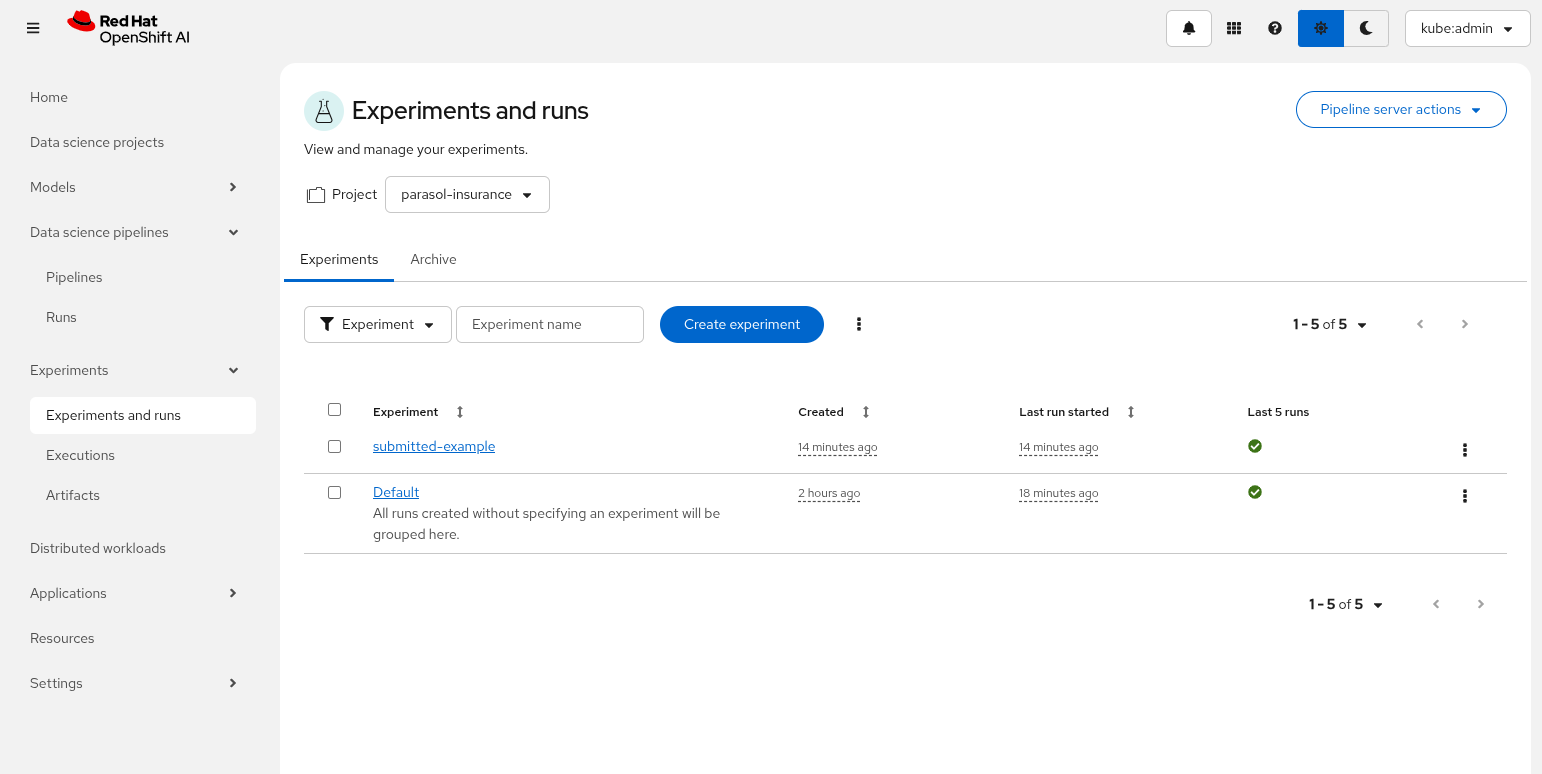 Red Hat
OpenShift AI
kube:admin
Home
Data science projects
Models
Data science pipelines
Pipelines
Runs
Experiments
Experiments and runs
Executions
Artifacts
Distributed workloads
Applications
Resources
Settings
Experiments and runs
Pipeline server actions
View and manage your experiments.
Project parasol-insurance
Experiments Archive
Experiment Experiment name Create experiment 1 - 5 of 5
Experiment Created Last run started Last 5 runs
submitted-example 14 minutes ago 14 minutes ago
Default 2 hours ago 18 minutes ago
All runs created without specifying an experiment will be
grouped here.
1 - 5 of 5